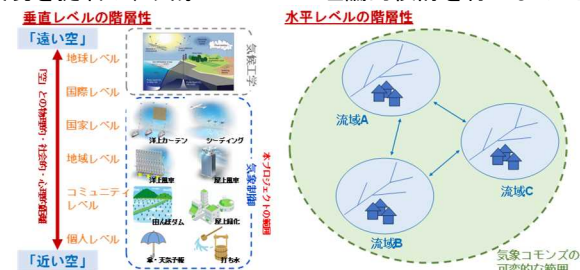 垂直レベルの階層性
「遠い空」
地球レベル
国際レベル
国家レベル
地域レベル
コミュニティ
レベル
個人レベル
「近い空」
気候工学
洋上カーテン
シーディング
洋上風車
屋上風車
田んぼダム
屋上緑化
傘・天気予報
打ち水
気象制御
本プロジェクトの範囲
水平レベルの階層性
流域A
流域C
流域B
気象コモンズの
可変的な範囲